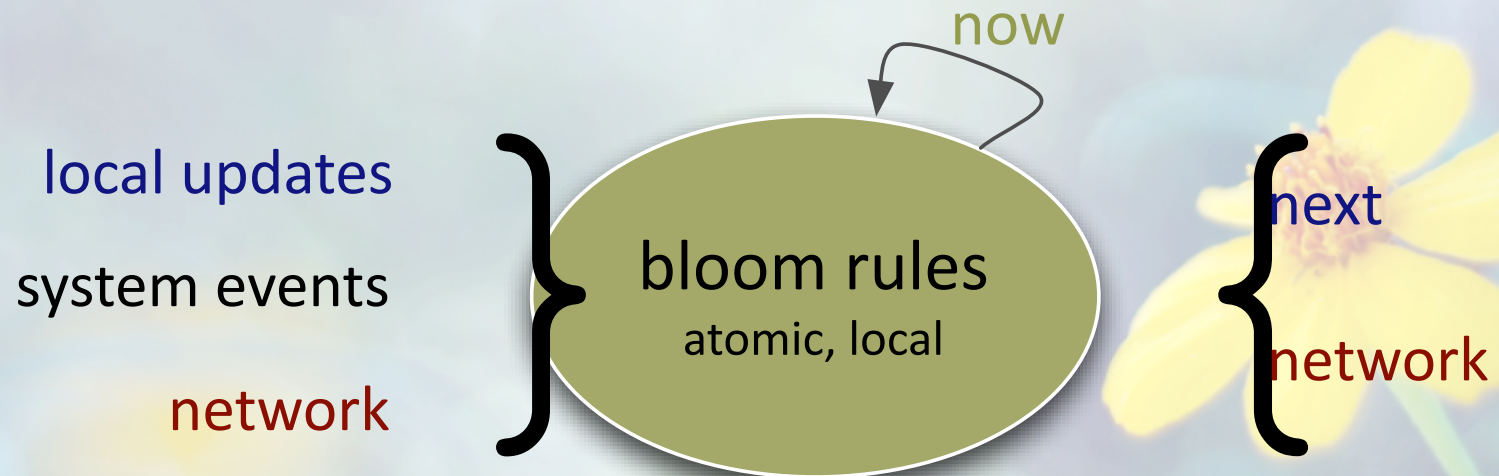 now
local updates
system events
network
bloom rules
atomic, local
next
network